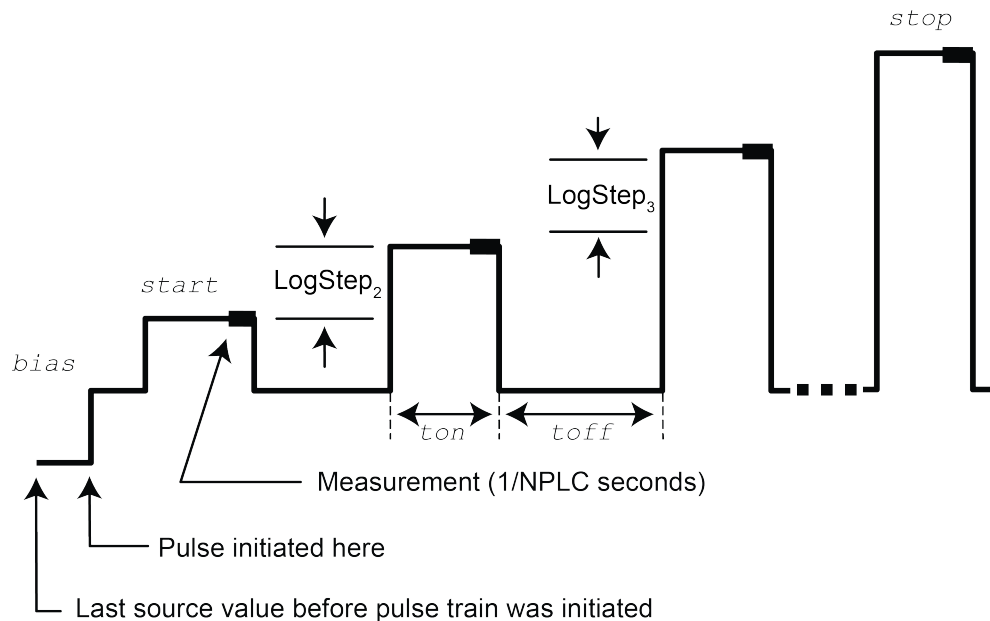 stop
LogStep3
LogStep2
start
bias
ton
toff
Measurement (1/NPLC seconds)
Pulse initiated here
Last source value before pulse train was initiated